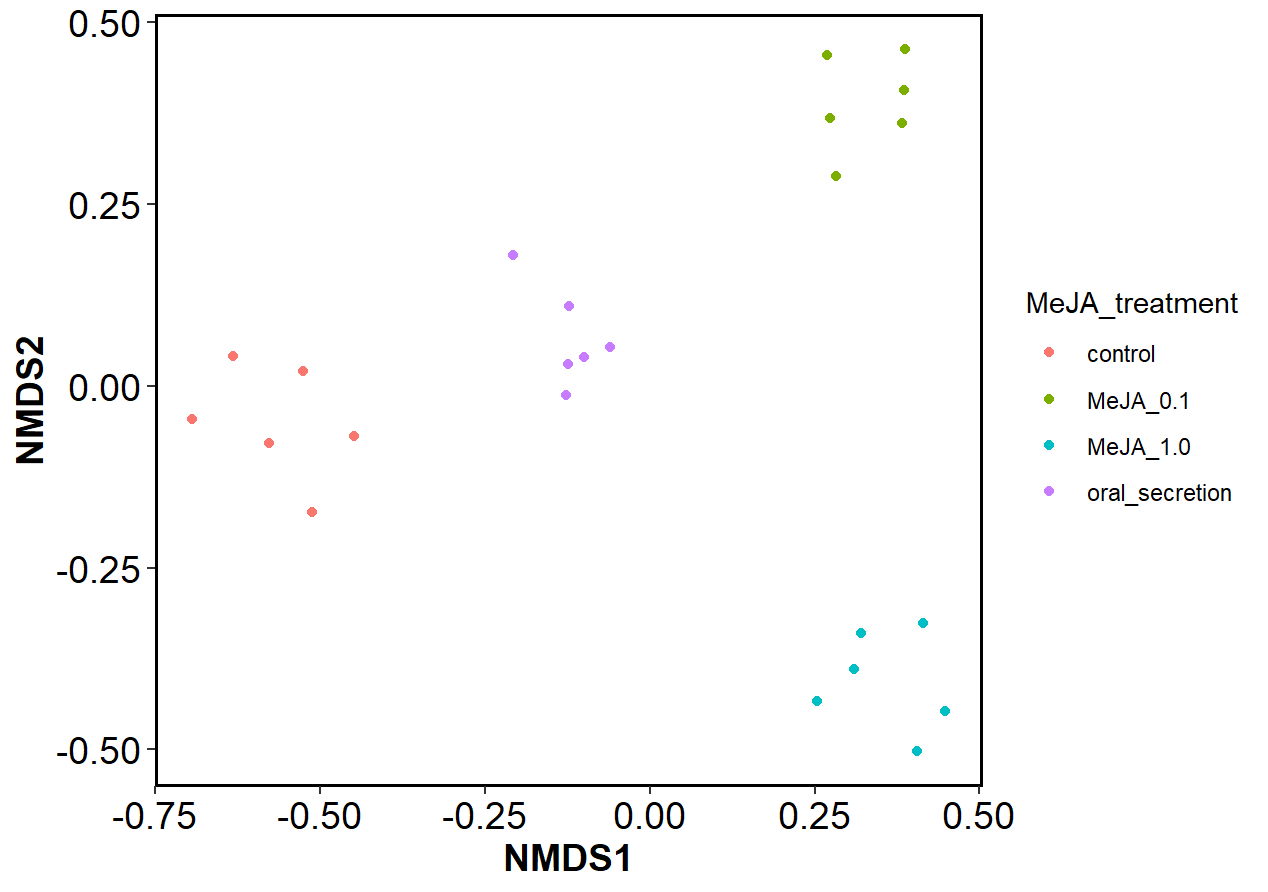 0.50
0.25
0.00
-0.25
-0.50
NMDS2
-0.75 -0.50 -0.25 0.00 0.25 0.50
NMDS1
MeJA_treatment
control
MeJA_0.1
MeJA_1.0
oral_secretion